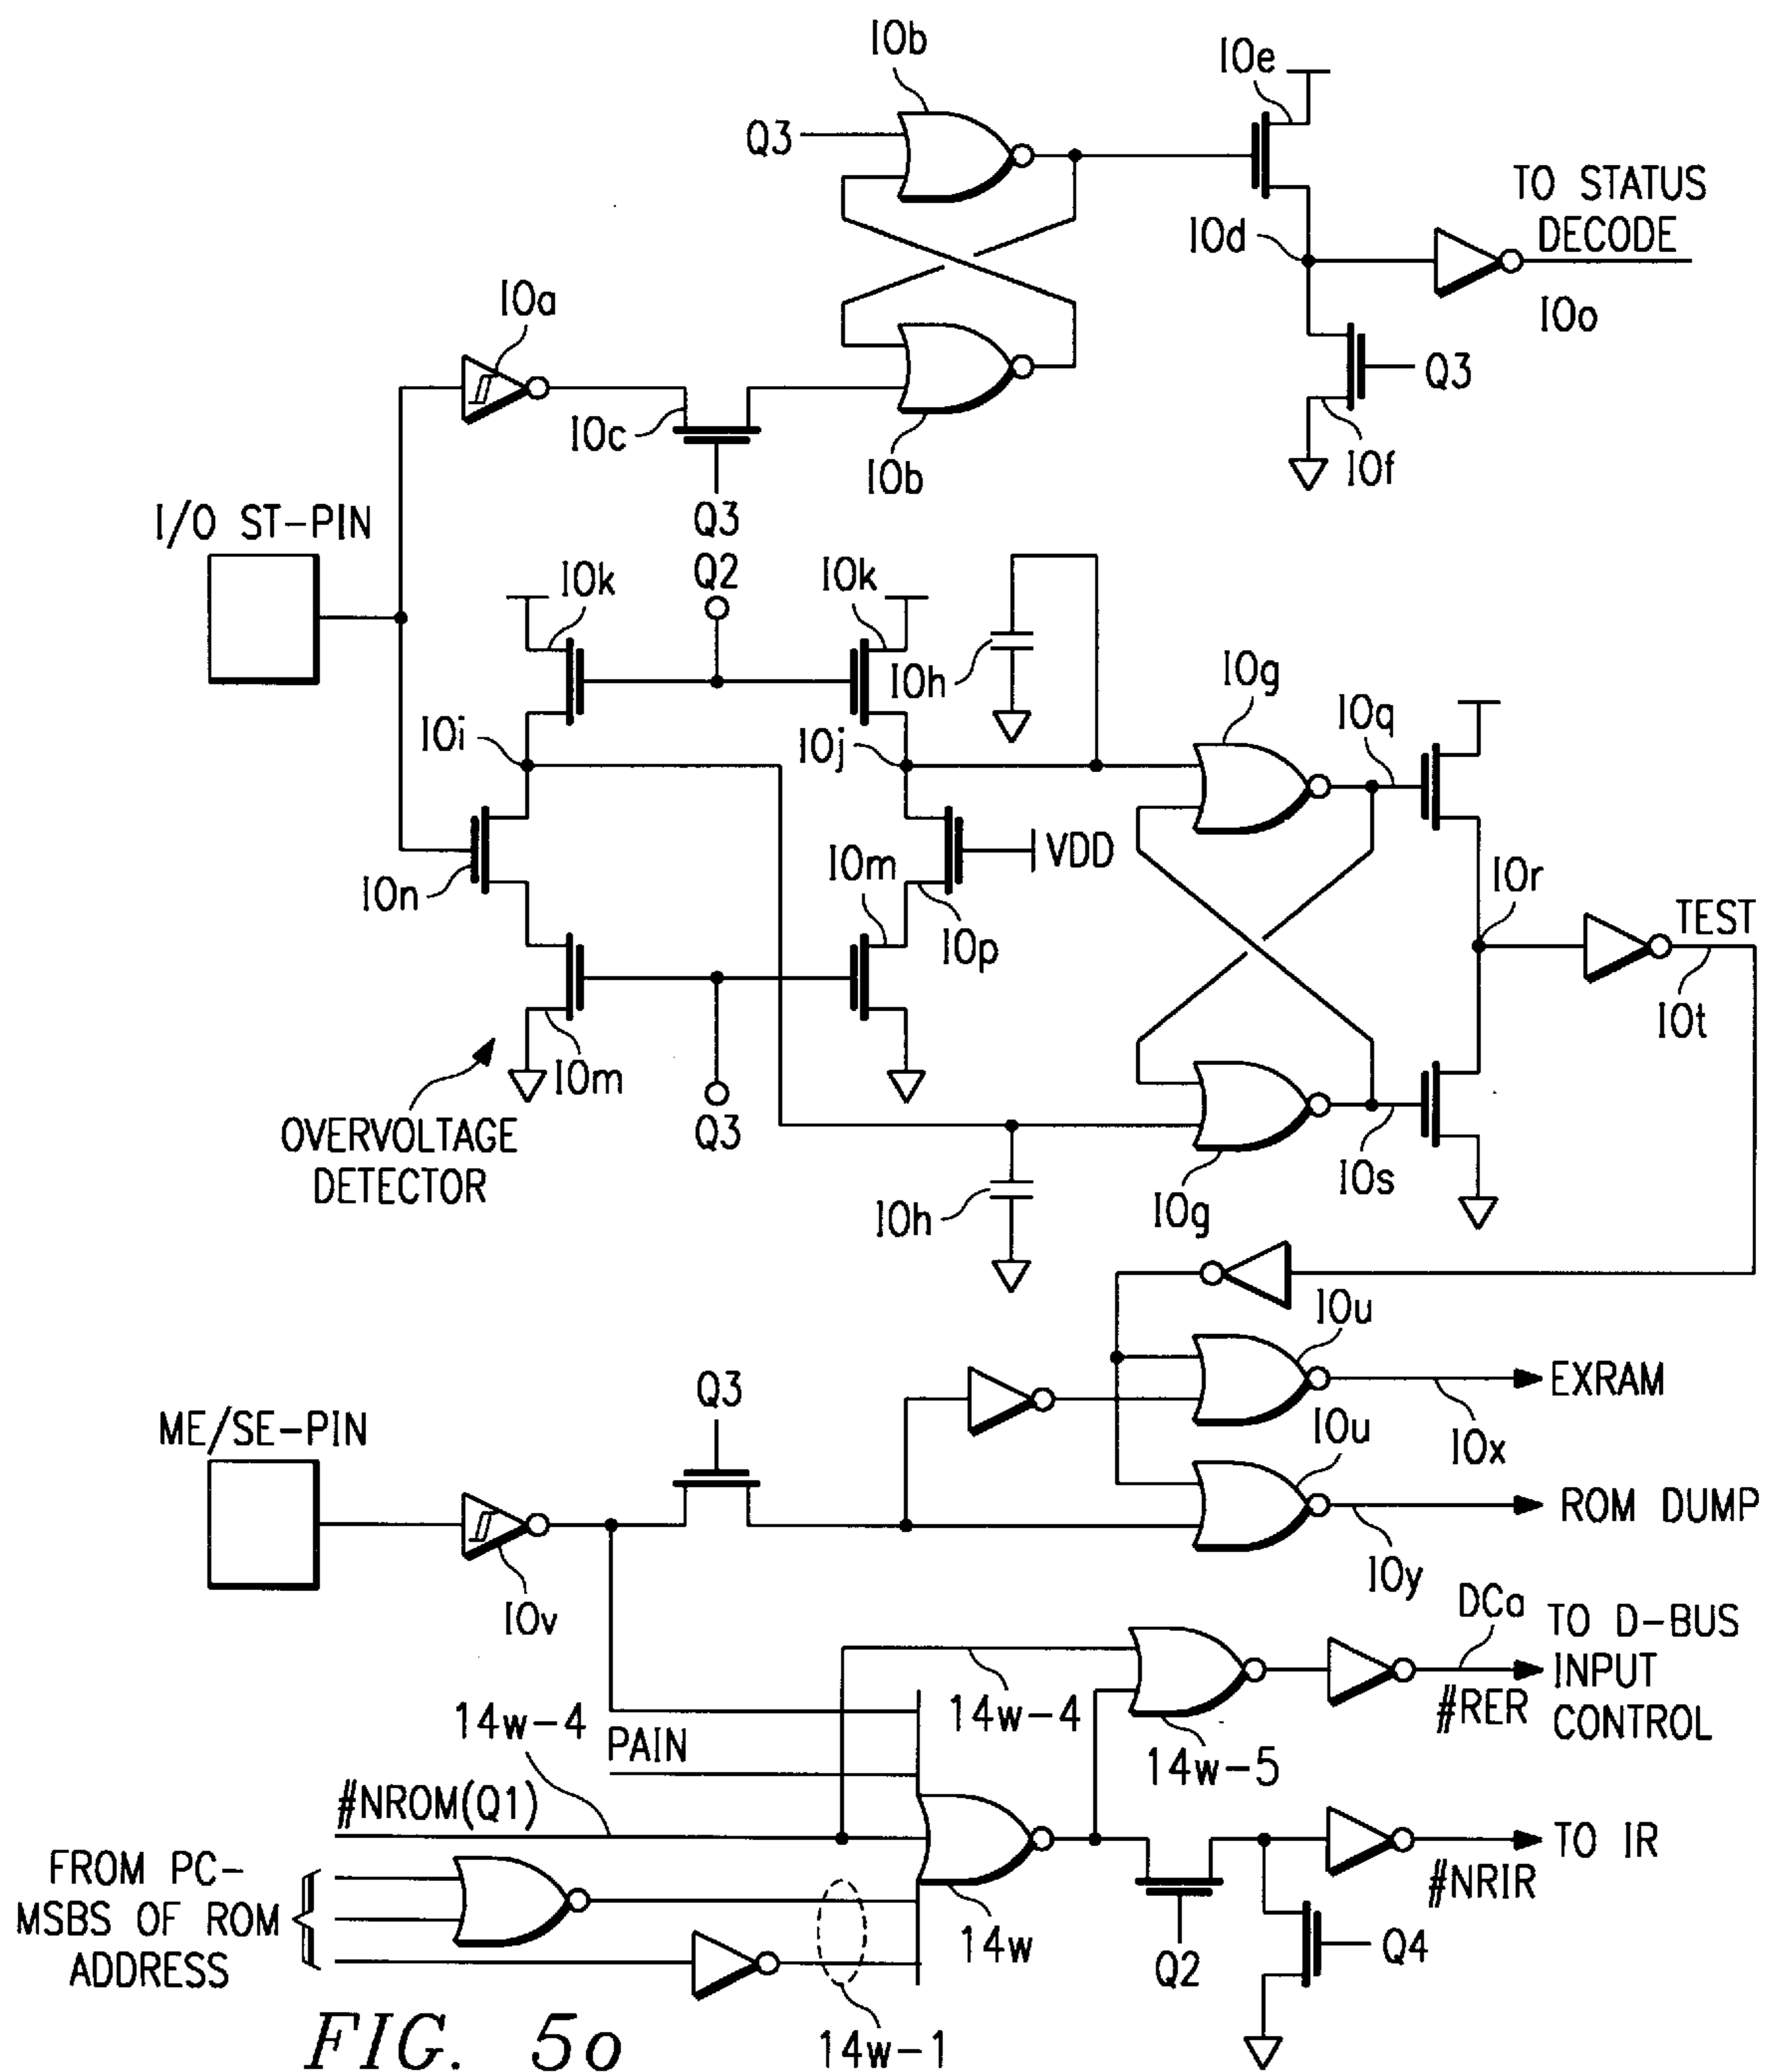 10b
10e
Q3
TO STATUS
DECODE
10d
10a
10o
Q3
10c
10b
10f
Q3
I/O ST-PIN
Q2
10k
10k
10h
10g
10q
10i
10j
VDD
10m
10n
10p
10r
TEST
10t
10m
Q3
OVERVOLTAGE
DETECTOR
10h
10g
10s
10u
EXRAM
Q3
ME/SE-PIN
10u
10x
ROM DUMP
10v
10y
DCa
TO D-BUS
INPUT
CONTROL
#RER
14w-4
14w-4
PAIN
14w-5
#NROM(Q1)
TO IR
#NRIR
FROM PC-
MSBS OF ROM
ADDRESS
14w
Q2
Q4
14w-1
FIG. 5o